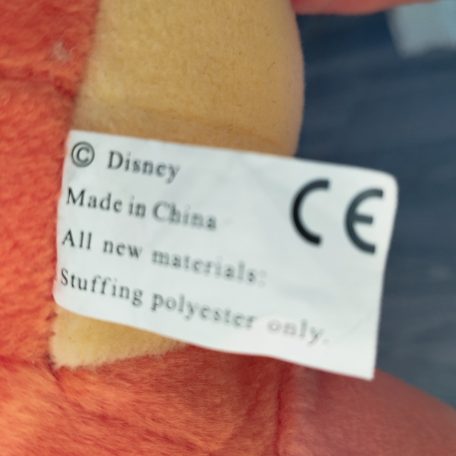 © Disney
Made in China
All new materials:
Stuffing polyester only.
CE